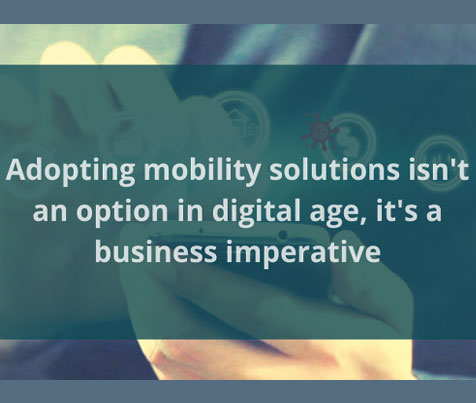 Adopting mobility solutions isn't
an option in digital age, it's a
business imperative